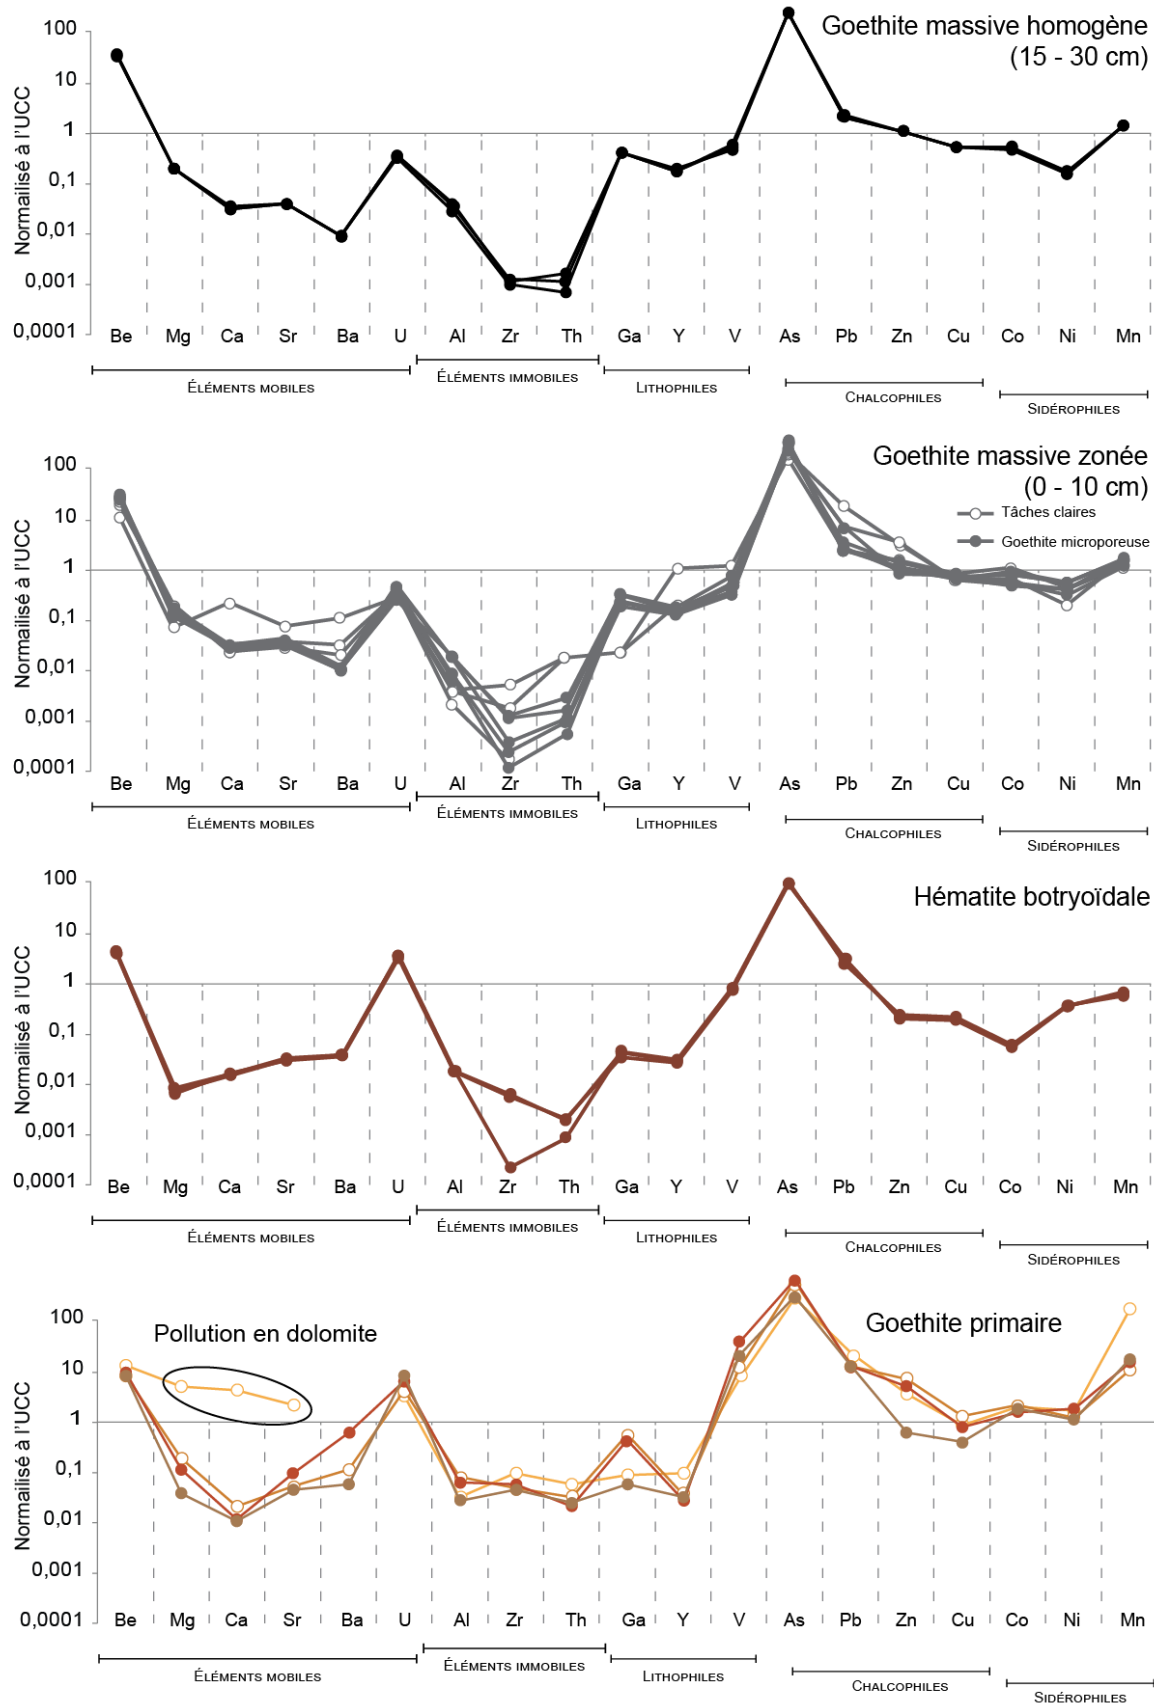 Goethite massive homogène
(15 - 30 cm)
Normailisé à l'UCC
100
10
1
0,1
0,01
0,001
0,0001
Be Mg Ca Sr Ba U Al Zr Th Ga Y V As Pb Zn Cu Co Ni Mn
ÉLÉMENTS MOBILES ÉLÉMENTS IMMOBILES LITHOPHILES CHALCOPHILES SIDÉROPHILES
Goethite massive zonée
(0 - 10 cm)
Tâches claires
Goethite microporeuse
Normailisé à l'UCC
100
10
1
0,1
0,01
0,001
0,0001
Be Mg Ca Sr Ba U Al Zr Th Ga Y V As Pb Zn Cu Co Ni Mn
ÉLÉMENTS MOBILES ÉLÉMENTS IMMOBILES LITHOPHILES CHALCOPHILES SIDÉROPHILES
Hématite botryoïdale
Normailisé à l'UCC
100
10
1
0,1
0,01
0,001
0,0001
Be Mg Ca Sr Ba U Al Zr Th Ga Y V As Pb Zn Cu Co Ni Mn
ÉLÉMENTS MOBILES ÉLÉMENTS IMMOBILES LITHOPHILES CHALCOPHILES SIDÉROPHILES
Goethite primaire
Pollution en dolomite
Normailisé à l'UCC
100
10
1
0,1
0,01
0,001
0,0001
Be Mg Ca Sr Ba U Al Zr Th Ga Y V As Pb Zn Cu Co Ni Mn
ÉLÉMENTS MOBILES ÉLÉMENTS IMMOBILES LITHOPHILES CHALCOPHILES SIDÉROPHILES